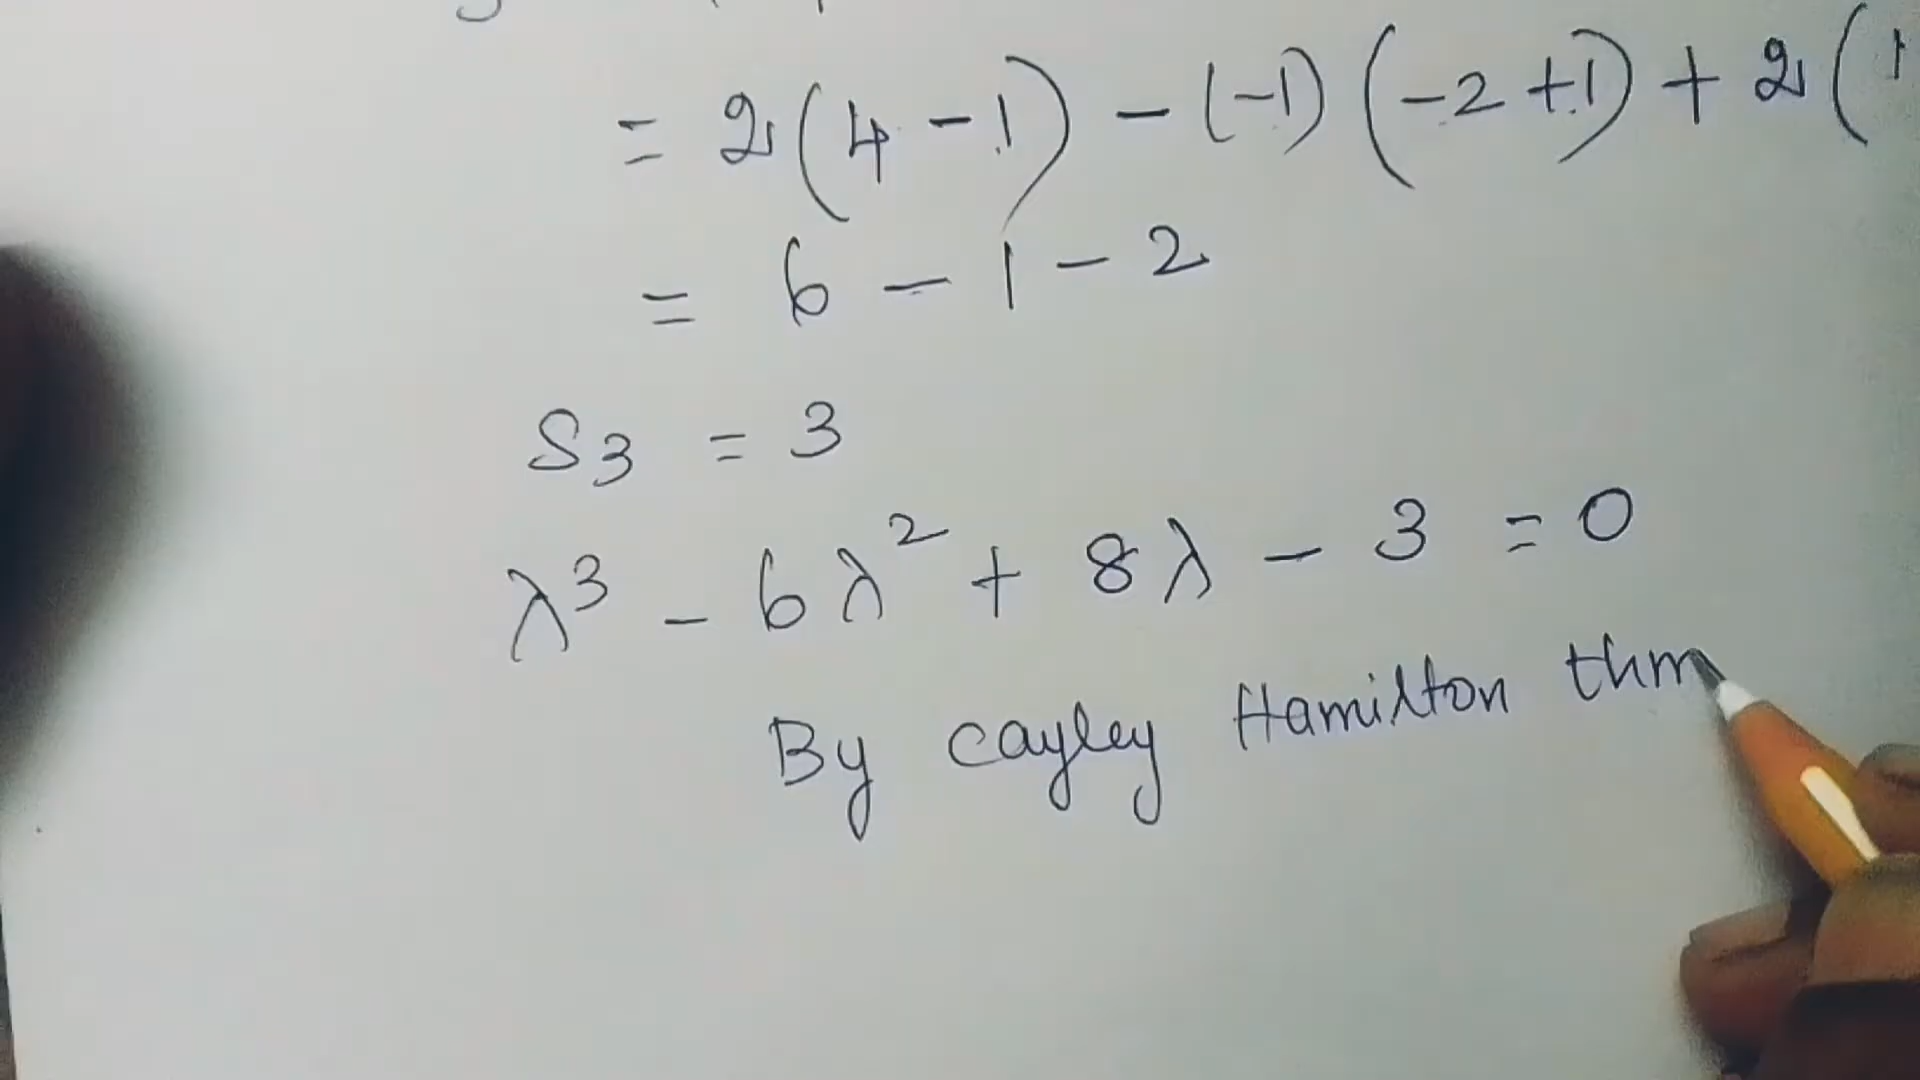 = 2(4-1) - (-1)(-2+1) + 2(1
= 6 - 1 - 2
S3 = 3
λ³ - 6λ² + 8λ - 3 = 0
By Cayley Hamilton thm